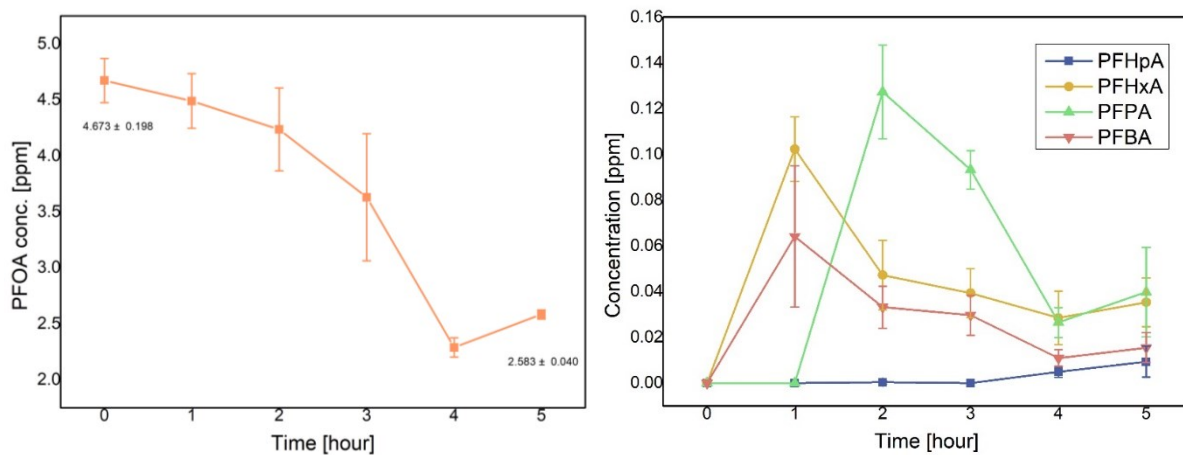 5.0
4.5
4.0
3.5
3.0
2.5
2.0
PFOA conc. [ppm]
4.673 ± 0.198
2.583 ± 0.040
0 1 2 3 4 5
Time [hour]
0.16
0.14
0.12
0.10
0.08
0.06
0.04
0.02
0.00
Concentration [ppm]
PFHpA
PFHxA
PFPA
PFBA
0 1 2 3 4 5
Time [hour]